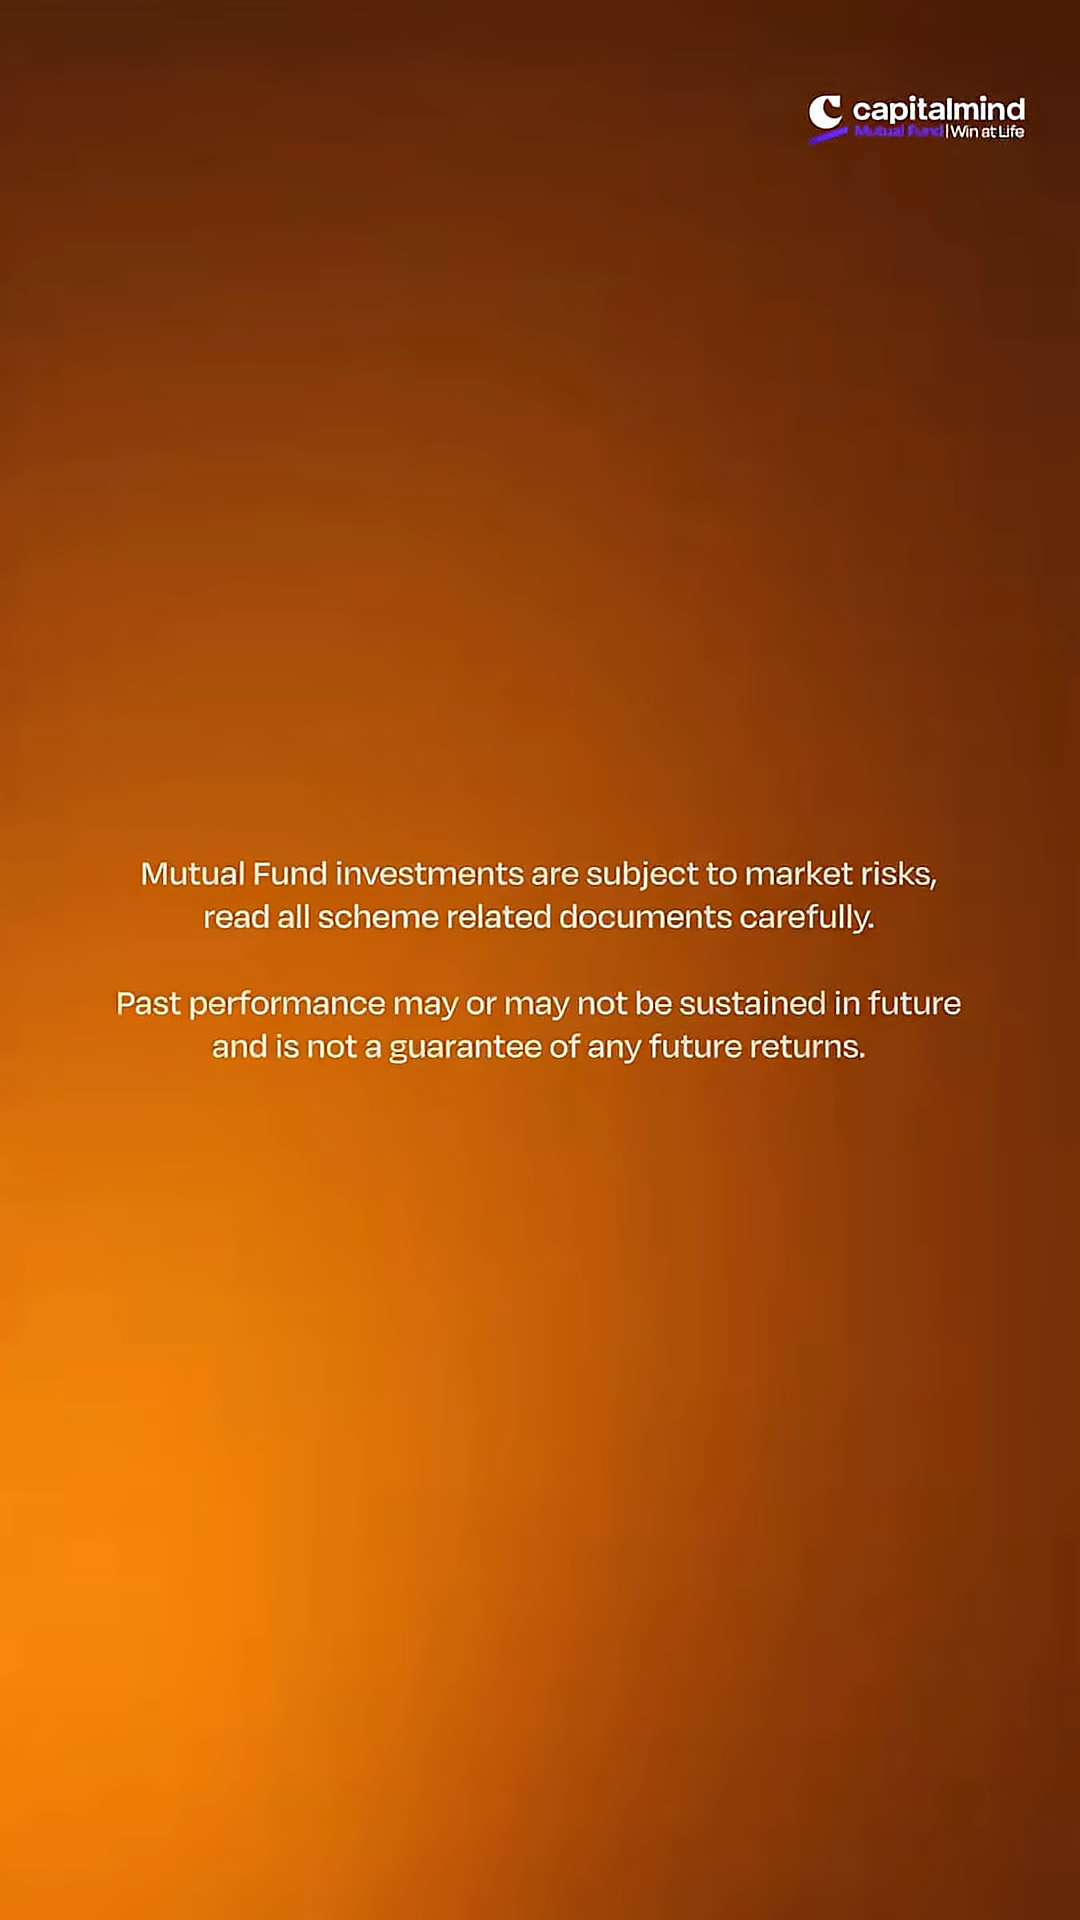 capitalmind
Mutual Fund | Win at Life
Mutual Fund investments are subject to market risks,
read all scheme related documents carefully.
Past performance may or may not be sustained in future
and is not a guarantee of any future returns.